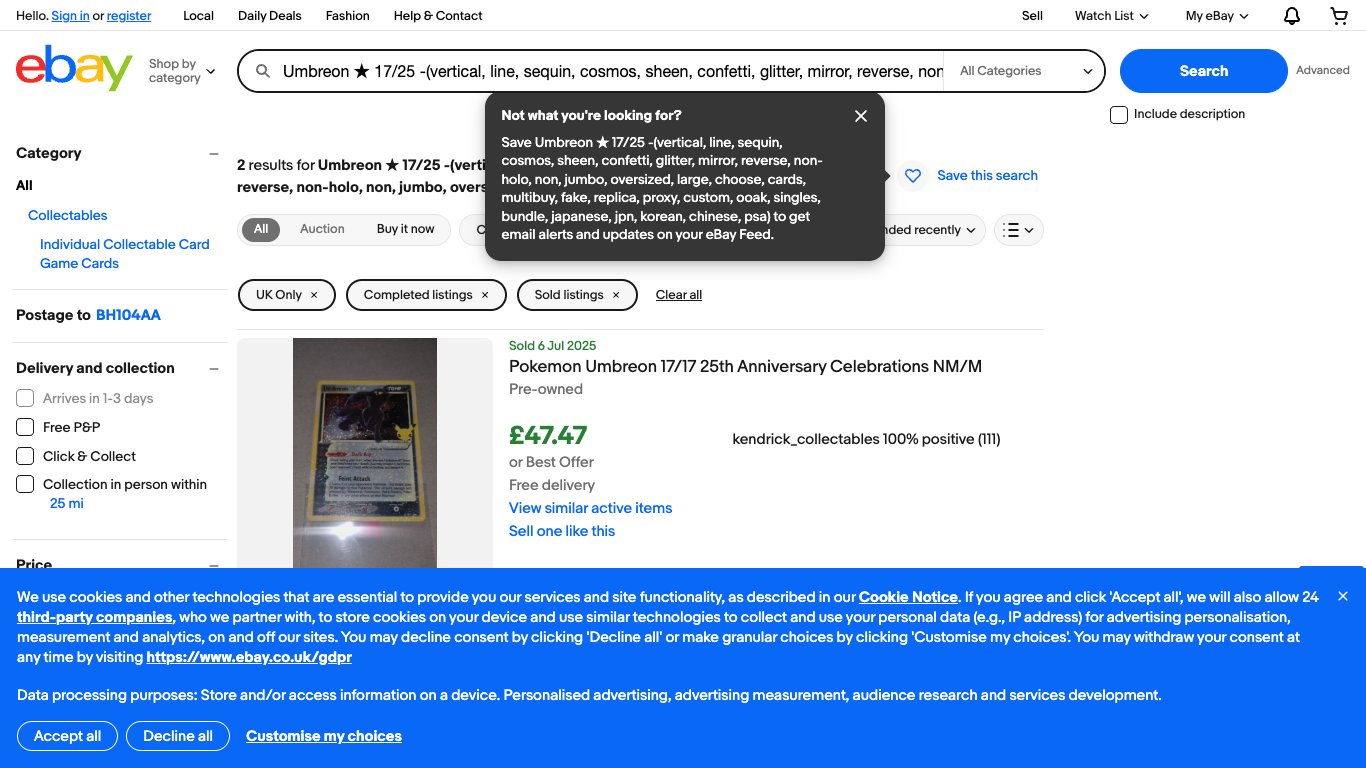 Hello. Sign in or register
Local
Daily Deals
Fashion
Help & Contact
Sell
Watch List
My eBay
ebay
Shop by category
Umbreon ★ 17/25 -(vertical, line, sequin, cosmos, sheen, confetti, glitter, mirror, reverse, non
All Categories
Search
Advanced
Include description
Not what you're looking for?
Save Umbreon ★ 17/25 -(vertical, line, sequin,
cosmos, sheen, confetti, glitter, mirror, reverse, non-
holo, non, jumbo, oversized, large, choose, cards,
multibuy, fake, replica, proxy, custom, ooak, singles,
bundle, japanese, jpn, korean, chinese, psa) to get
email alerts and updates on your eBay Feed.
Category
All
Collectables
Individual Collectable Card
Game Cards
Postage to BH104AA
Delivery and collection
Arrives in 1-3 days
Free P&P
Click & Collect
Collection in person within
25 mi
Price
2 results for Umbreon ★ 17/25 -(verti
reverse, non-holo, non, jumbo, overs
Save this search
All
Auction
Buy it now
C
nded recently
UK Only
Completed listings
Sold listings
Clear all
Sold 6 Jul 2025
Pokemon Umbreon 17/17 25th Anniversary Celebrations NM/M
Pre-owned
£47.47
or Best Offer
Free delivery
View similar active items
Sell one like this
kendrick_collectables 100% positive (111)
Umbreon
Feint Attack
We use cookies and other technologies that are essential to provide you our services and site functionality, as described in our Cookie Notice. If you agree and click 'Accept all', we will also allow 24
third-party companies, who we partner with, to store cookies on your device and use similar technologies to collect and use your personal data (e.g., IP address) for advertising personalisation,
measurement and analytics, on and off our sites. You may decline consent by clicking 'Decline all' or make granular choices by clicking 'Customise my choices'. You may withdraw your consent at
any time by visiting https://www.ebay.co.uk/gdpr
Data processing purposes: Store and/or access information on a device. Personalised advertising, advertising measurement, audience research and services development.
Accept all
Decline all
Customise my choices